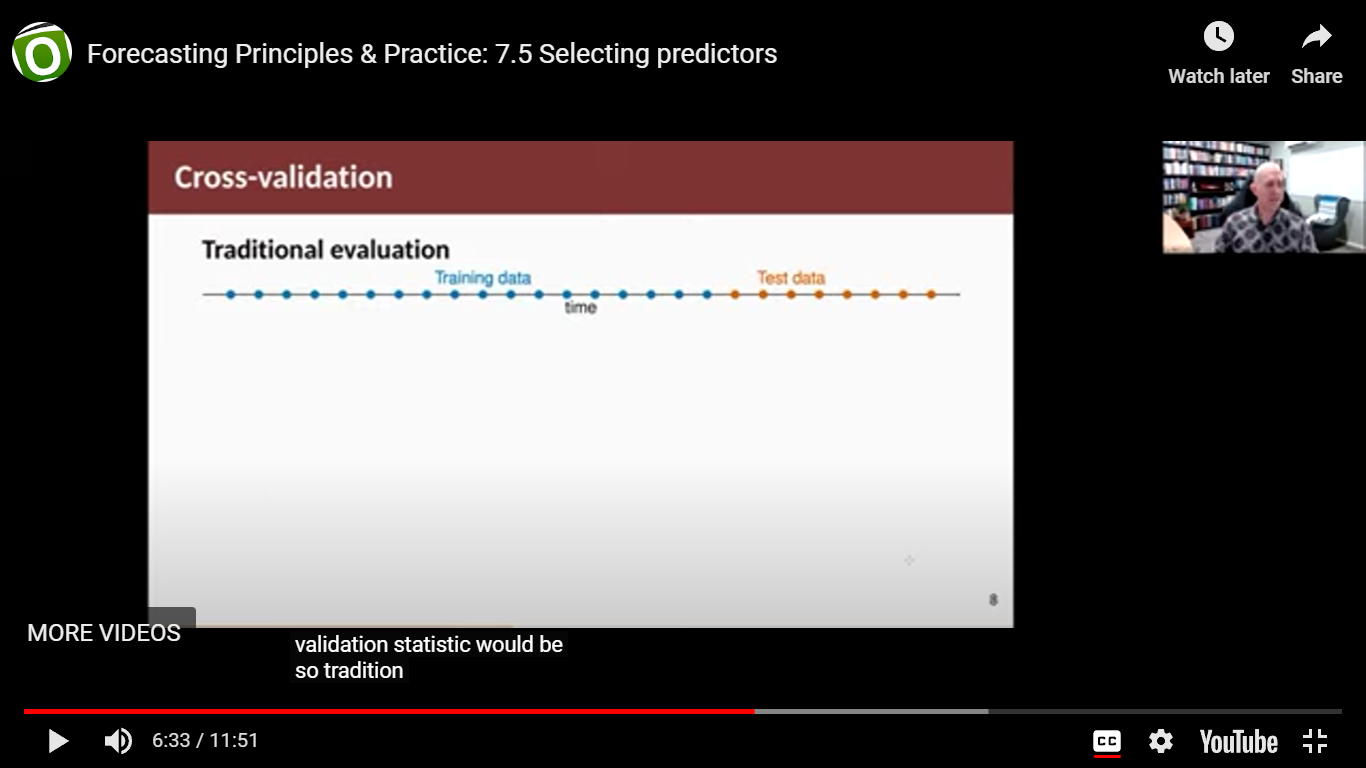 Forecasting Principles & Practice: 7.5 Selecting predictors
Watch later
Share
Cross-validation
Traditional evaluation
Training data
Test data
time
8
MORE VIDEOS
validation statistic would be
so tradition
6:33 / 11:51
CC
YouTube